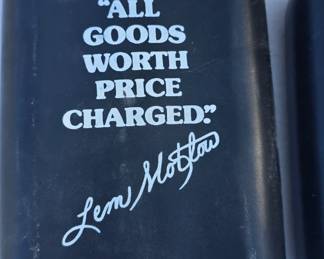 "ALL
GOODS
WORTH
PRICE
CHARGED."
Lem Motlow